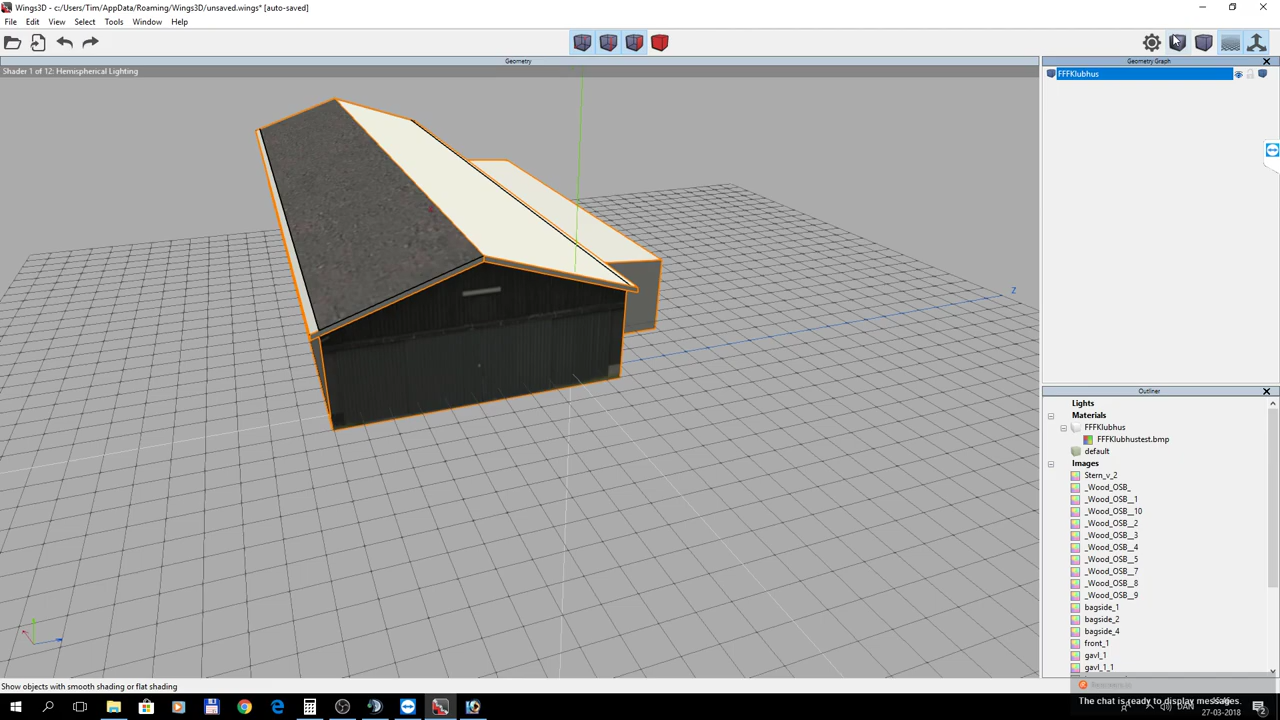 Wings3D - c:/Users/Tim/AppData/Roaming/Wings3D/unsaved.wings* [auto-saved]
File Edit View Select Tools Window Help
Geometry
Geometry Graph
Shader 1 of 12: Hemispherical Lighting
FFFKlubhus
Z
Outliner
Lights
Materials
FFFKlubhus
FFFKlubhustest.bmp
default
Images
Stern_v_2
_Wood_OSB_
_Wood_OSB__1
_Wood_OSB__10
_Wood_OSB__2
_Wood_OSB__3
_Wood_OSB__4
_Wood_OSB__5
_Wood_OSB__7
_Wood_OSB__8
_Wood_OSB__9
bagside_1
bagside_2
bagside_4
front_1
gavl_1
gavl_1_1
Show objects with smooth shading or flat shading
The chat is ready to display messages.
DAN
27-03-2018
2